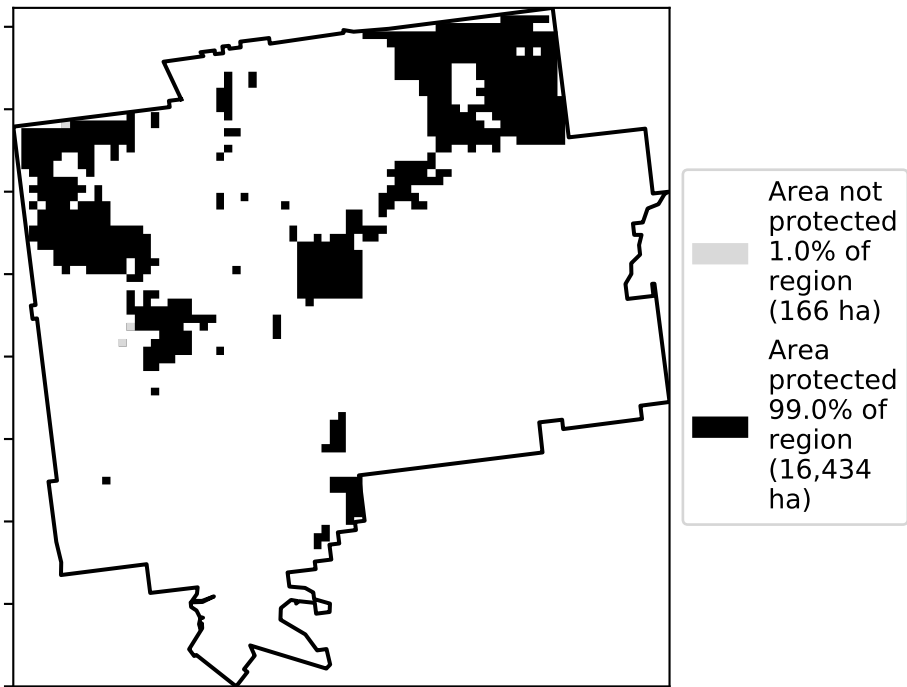 Area not
protected
1.0% of
region
(166 ha)
Area
protected
99.0% of
region
(16,434
ha)